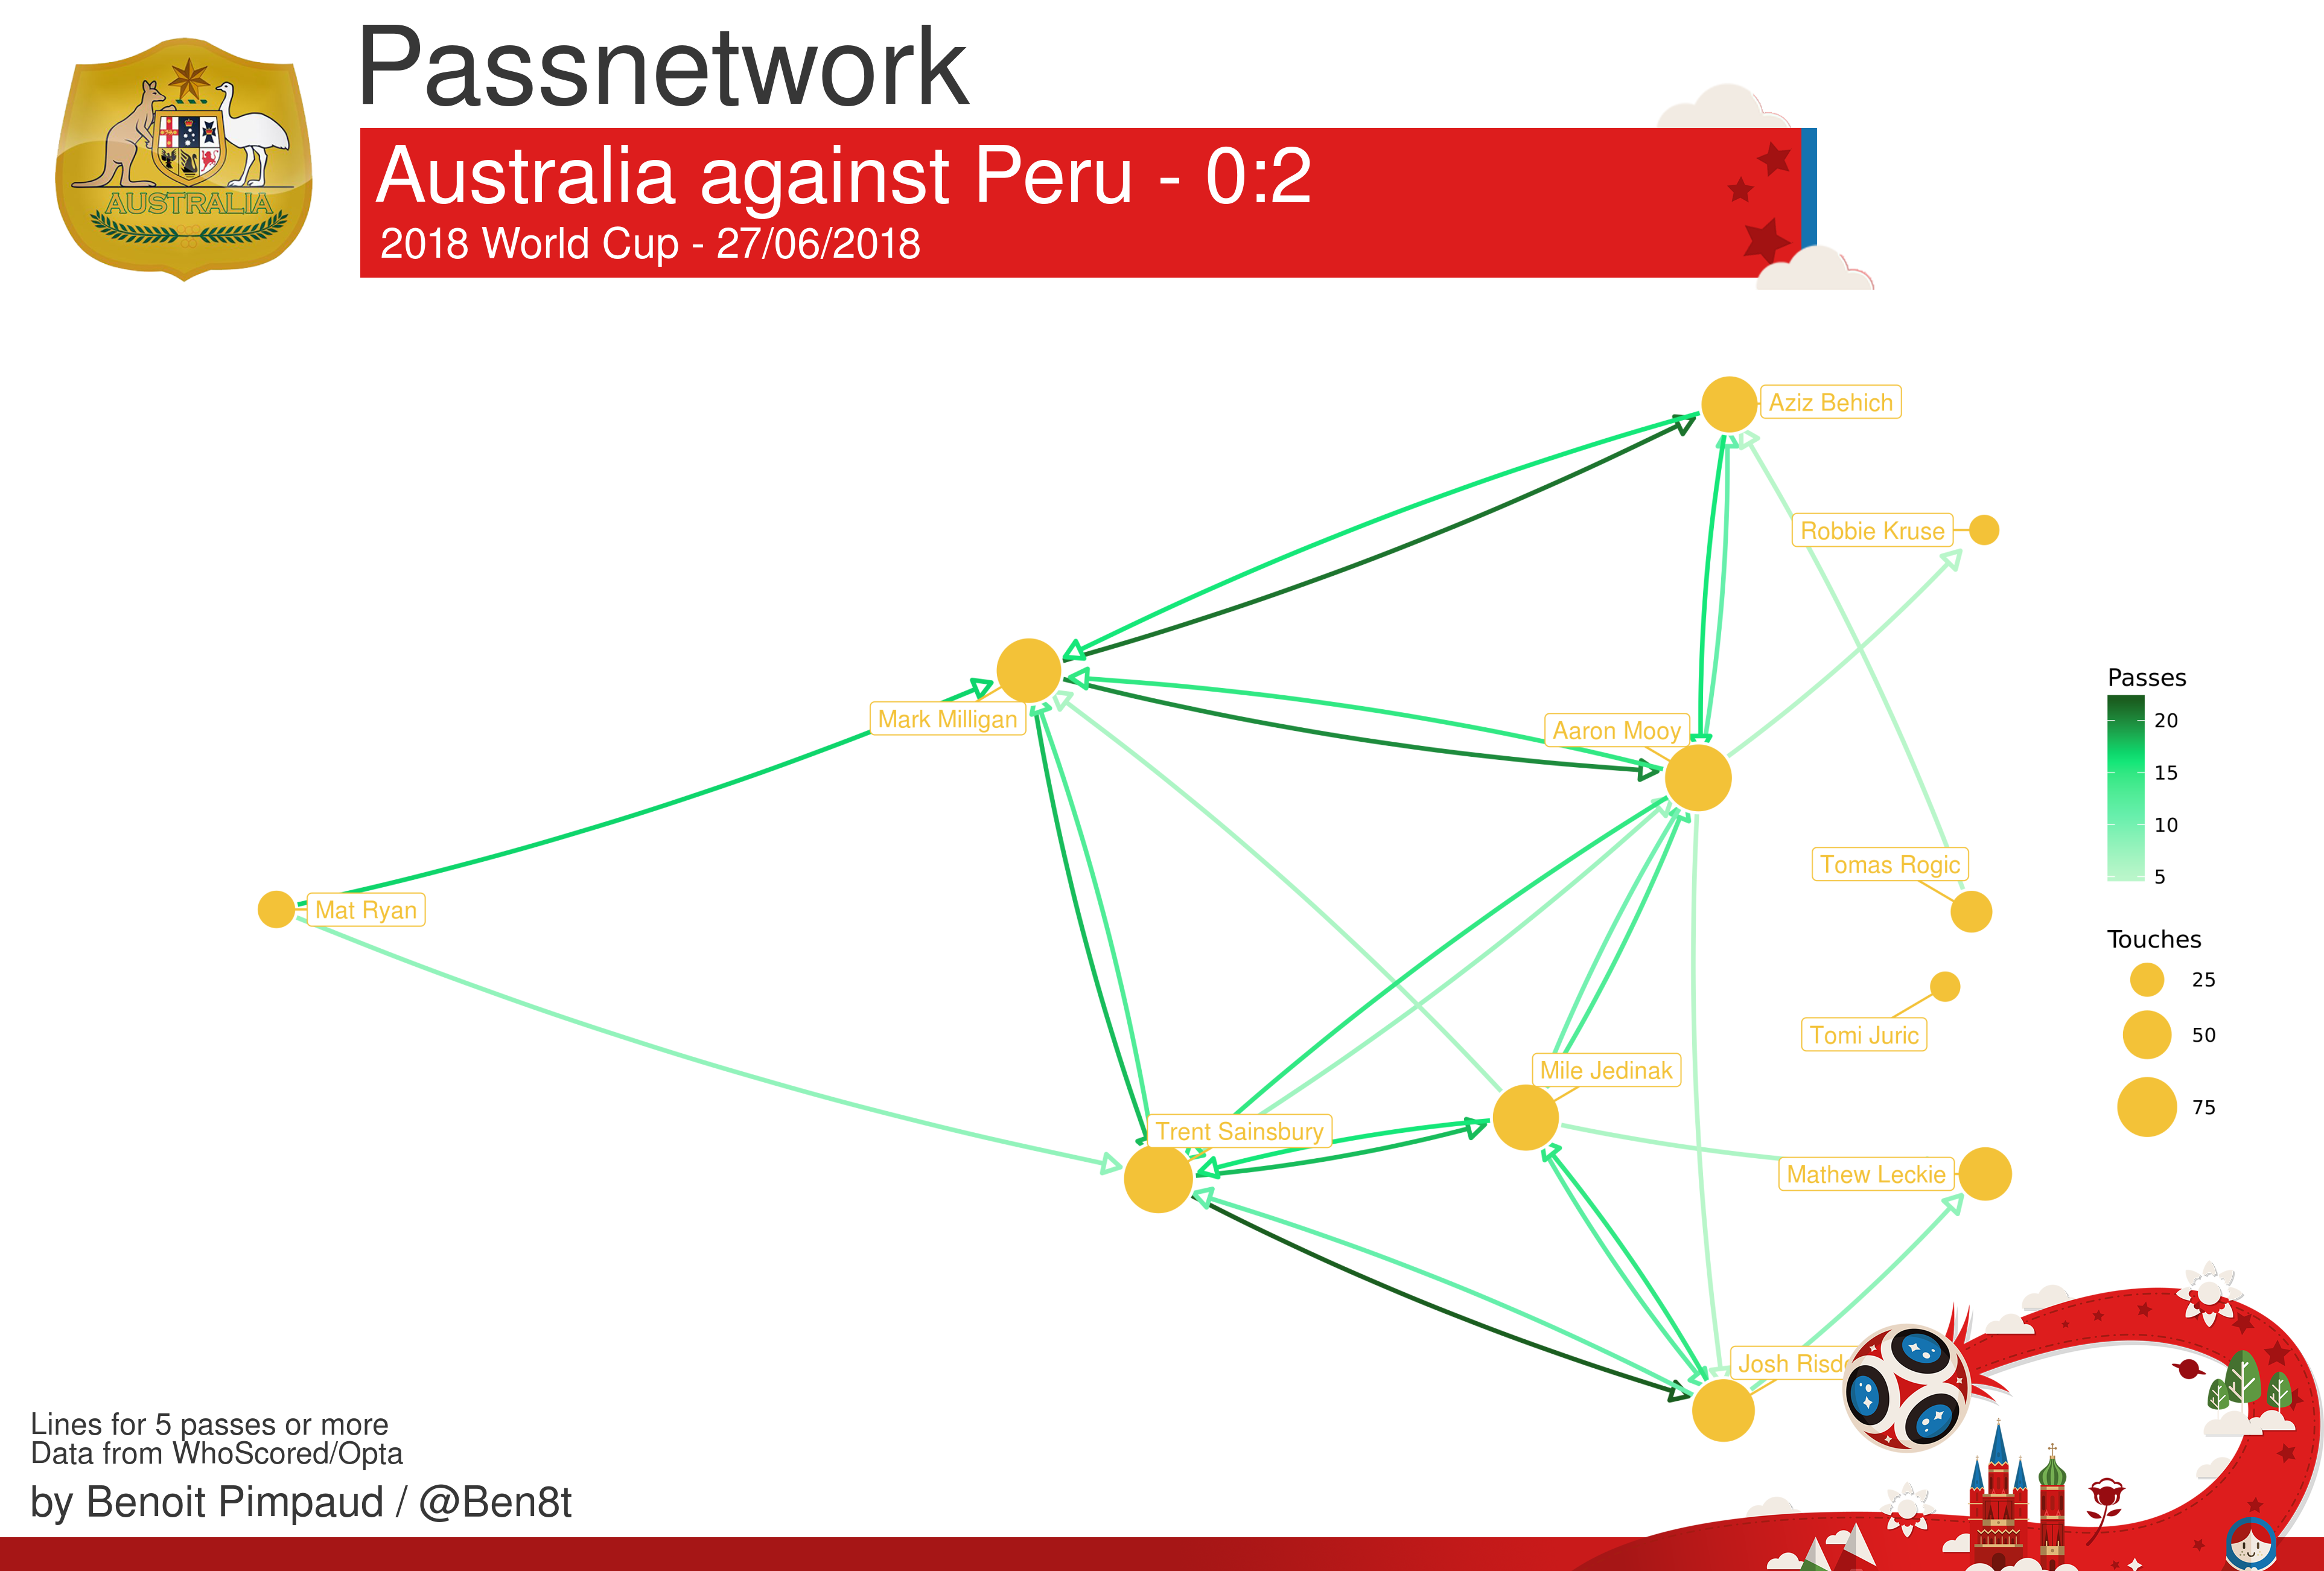 Passnetwork
Australia against Peru - 0:2
2018 World Cup - 27/06/2018
AUSTRALIA
Aziz Behich
Robbie Kruse
Mark Milligan
Aaron Mooy
Tomas Rogic
Mat Ryan
Tomi Juric
Mile Jedinak
Trent Sainsbury
Mathew Leckie
Josh
Passes
20
15
10
5
Touches
25
50
75
Lines for 5 passes or more
Data from WhoScored/Opta
by Benoit Pimpaud / @Ben8t